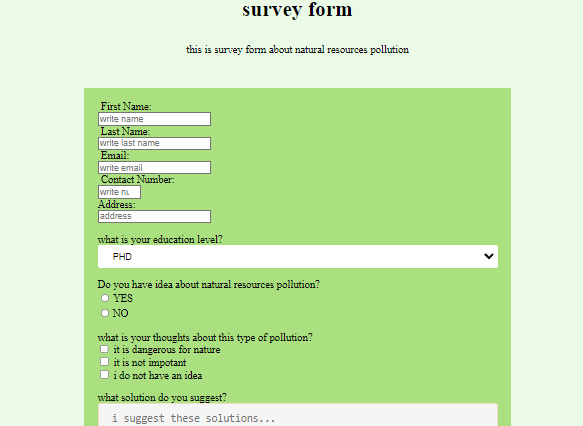 survey form
this is survey form about natural resources pollution
First Name:
write name
Last Name:
write last name
Email:
write email
Contact Number:
write nu
Address:
address
what is your education level?
PHD
Do you have idea about natural resources pollution?
YES
NO
what is your thoughts about this type of pollution?
it is dangerous for nature
it is not impotant
i do not have an idea
what solution do you suggest?
i suggest these solutions...